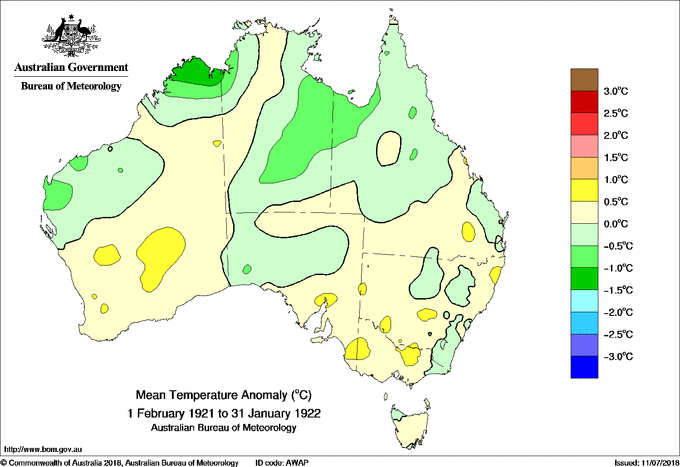 Australian Government
Bureau of Meteorology
3.0°C
2.5°C
2.0°C
1.5°C
1.0°C
0.5°C
0.0°C
−0.5°C
−1.0°C
−1.5°C
−2.0°C
−2.5°C
−3.0°C
Mean Temperature Anomaly (°C)
1 February 1921 to 31 January 1922
Australian Bureau of Meteorology
http://www.bom.gov.au
© Commonwealth of Australia 2018, Australian Bureau of Meteorology ID code: AWAP Issued: 11/07/2018